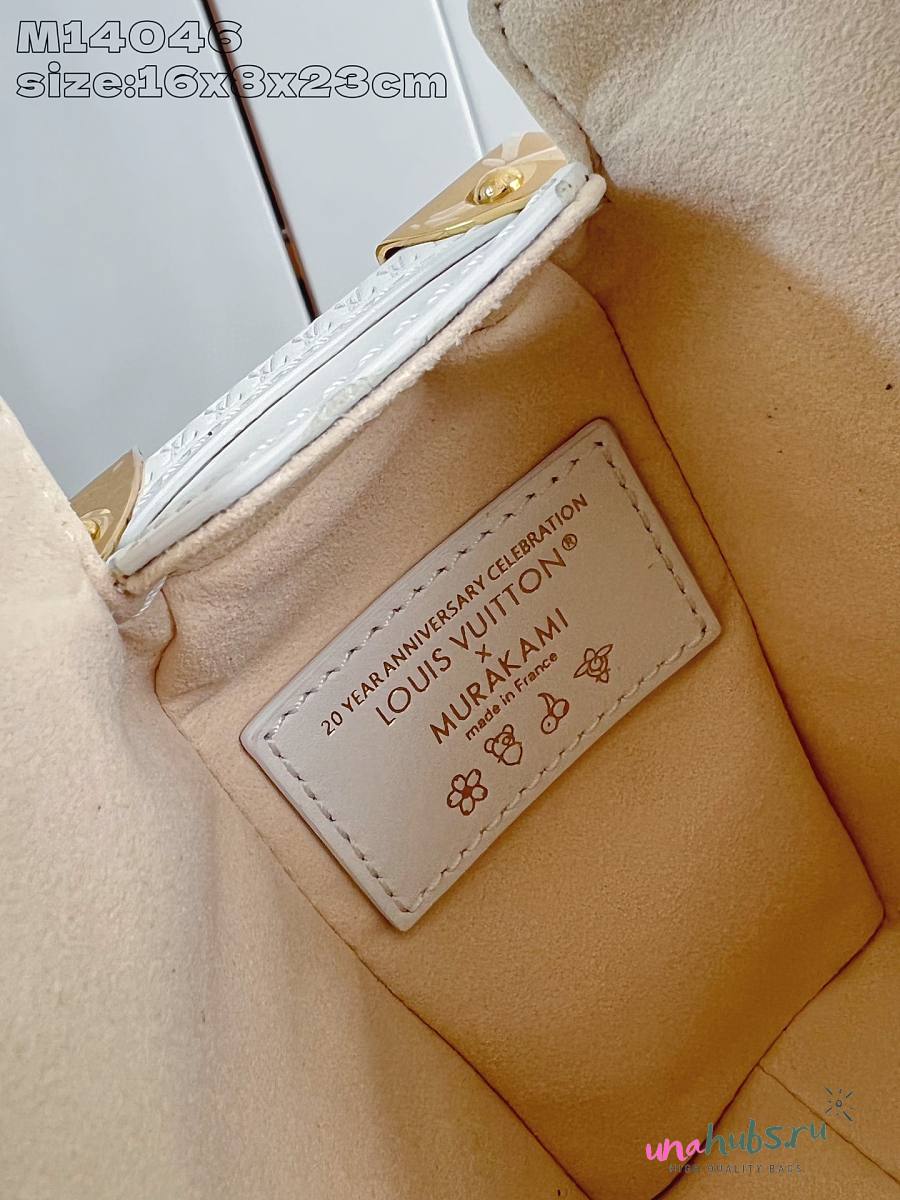 M14046
size:16x8x23cm
20 YEAR ANNIVERSARY CELEBRATION
LOUIS VUITTON®
×
MURAKAMI
made in France
unahubs.ru
HIGH QUALITY BAGS